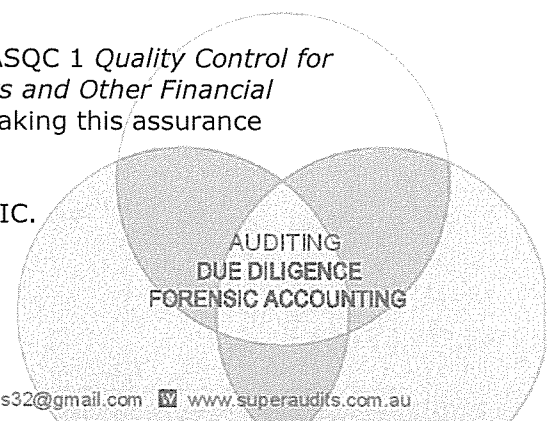 ASQC 1 Quality Control for
s and Other Financial
aking this assurance
IC.
AUDITING
DUE DILIGENCE
FORENSIC ACCOUNTING
s32@gmail.com W www.superaudits.com.au